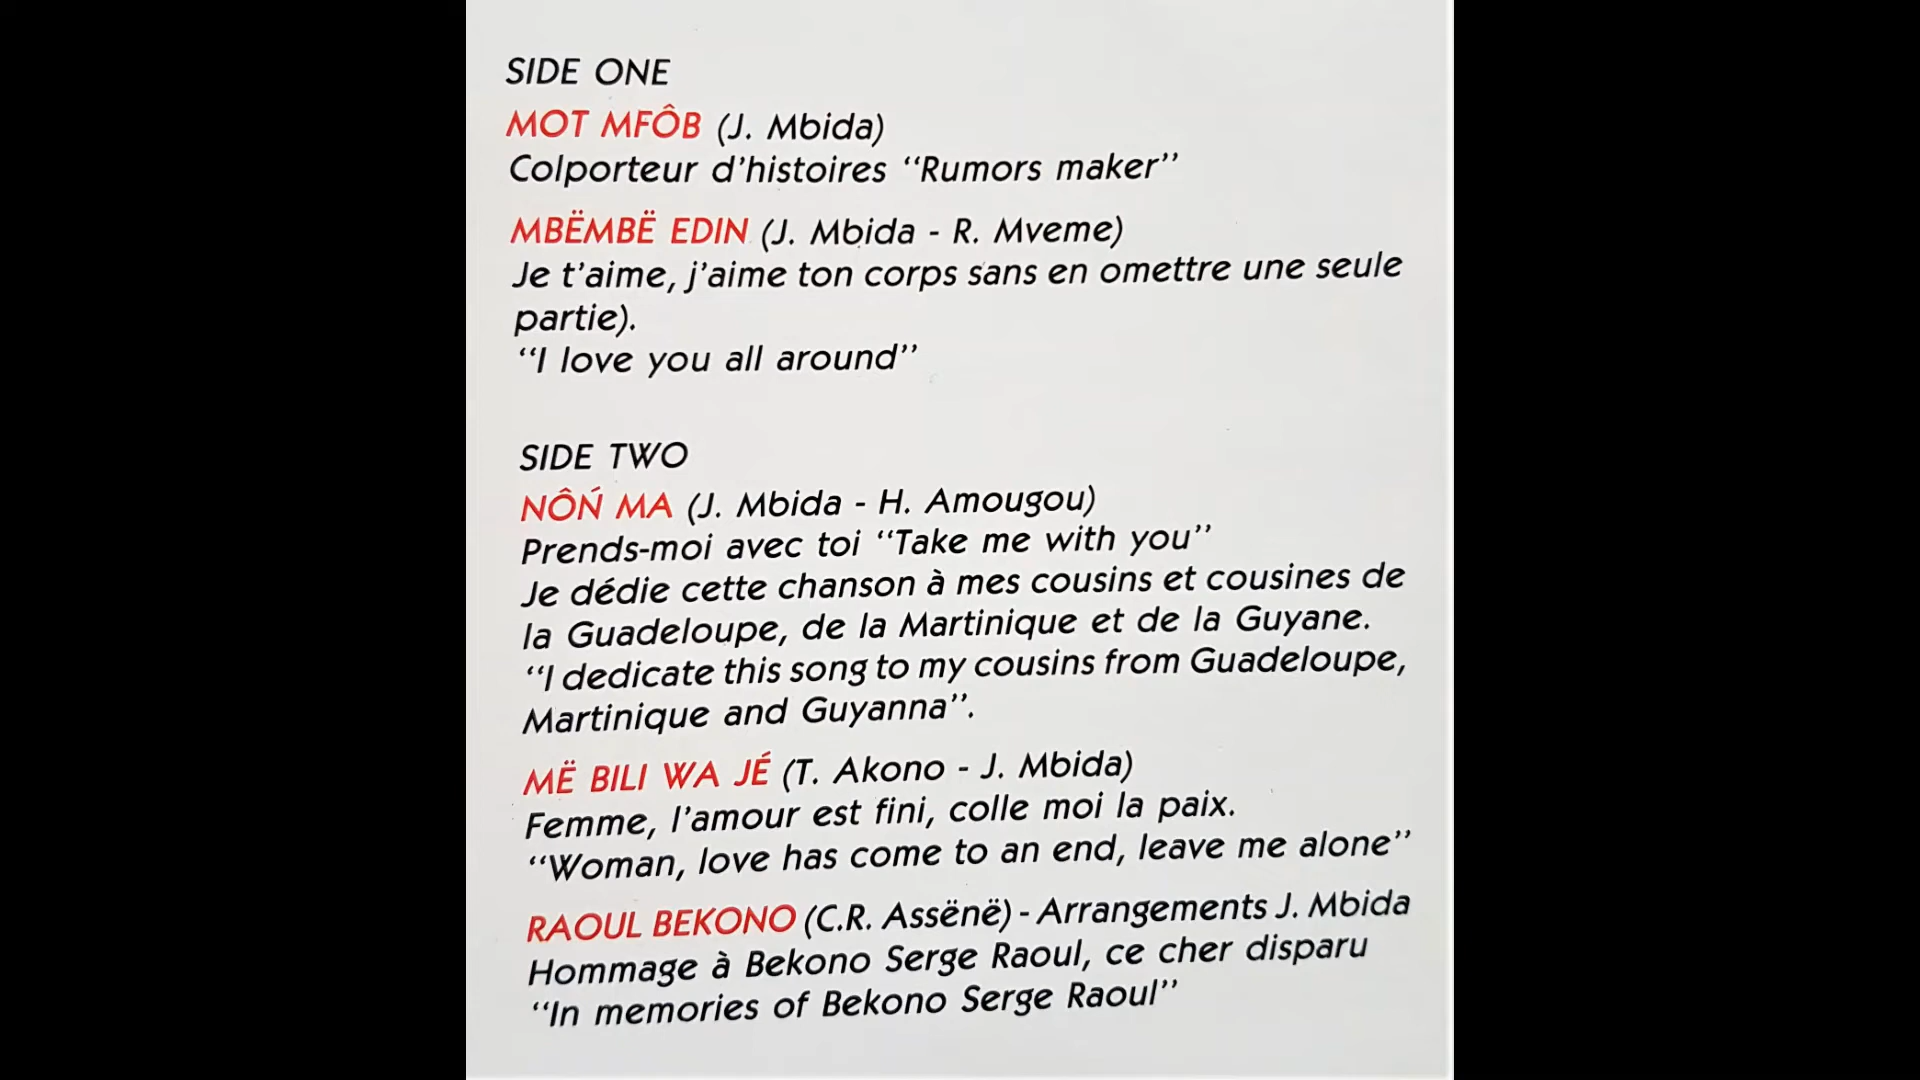 SIDE ONE
MOT MFÔB (J. Mbida)
Colporteur d'histoires ‘‘Rumors maker’’
MBËMBË EDIN (J. Mbida - R. Mveme)
Je t'aime, j'aime ton corps sans en omettre une seule
partie).
‘‘I love you all around’’
SIDE TWO
NÔŃ MA (J. Mbida - H. Amougou)
Prends-moi avec toi ‘‘Take me with you’’
Je dédie cette chanson à mes cousins et cousines de
la Guadeloupe, de la Martinique et de la Guyane.
‘‘I dedicate this song to my cousins from Guadeloupe,
Martinique and Guyanna’’.
MË BILI WA JÉ (T. Akono - J. Mbida)
Femme, l'amour est fini, colle moi la paix.
‘‘Woman, love has come to an end, leave me alone’’
RAOUL BEKONO (C.R. Assënë) - Arrangements J. Mbida
Hommage à Bekono Serge Raoul, ce cher disparu
‘‘In memories of Bekono Serge Raoul’’